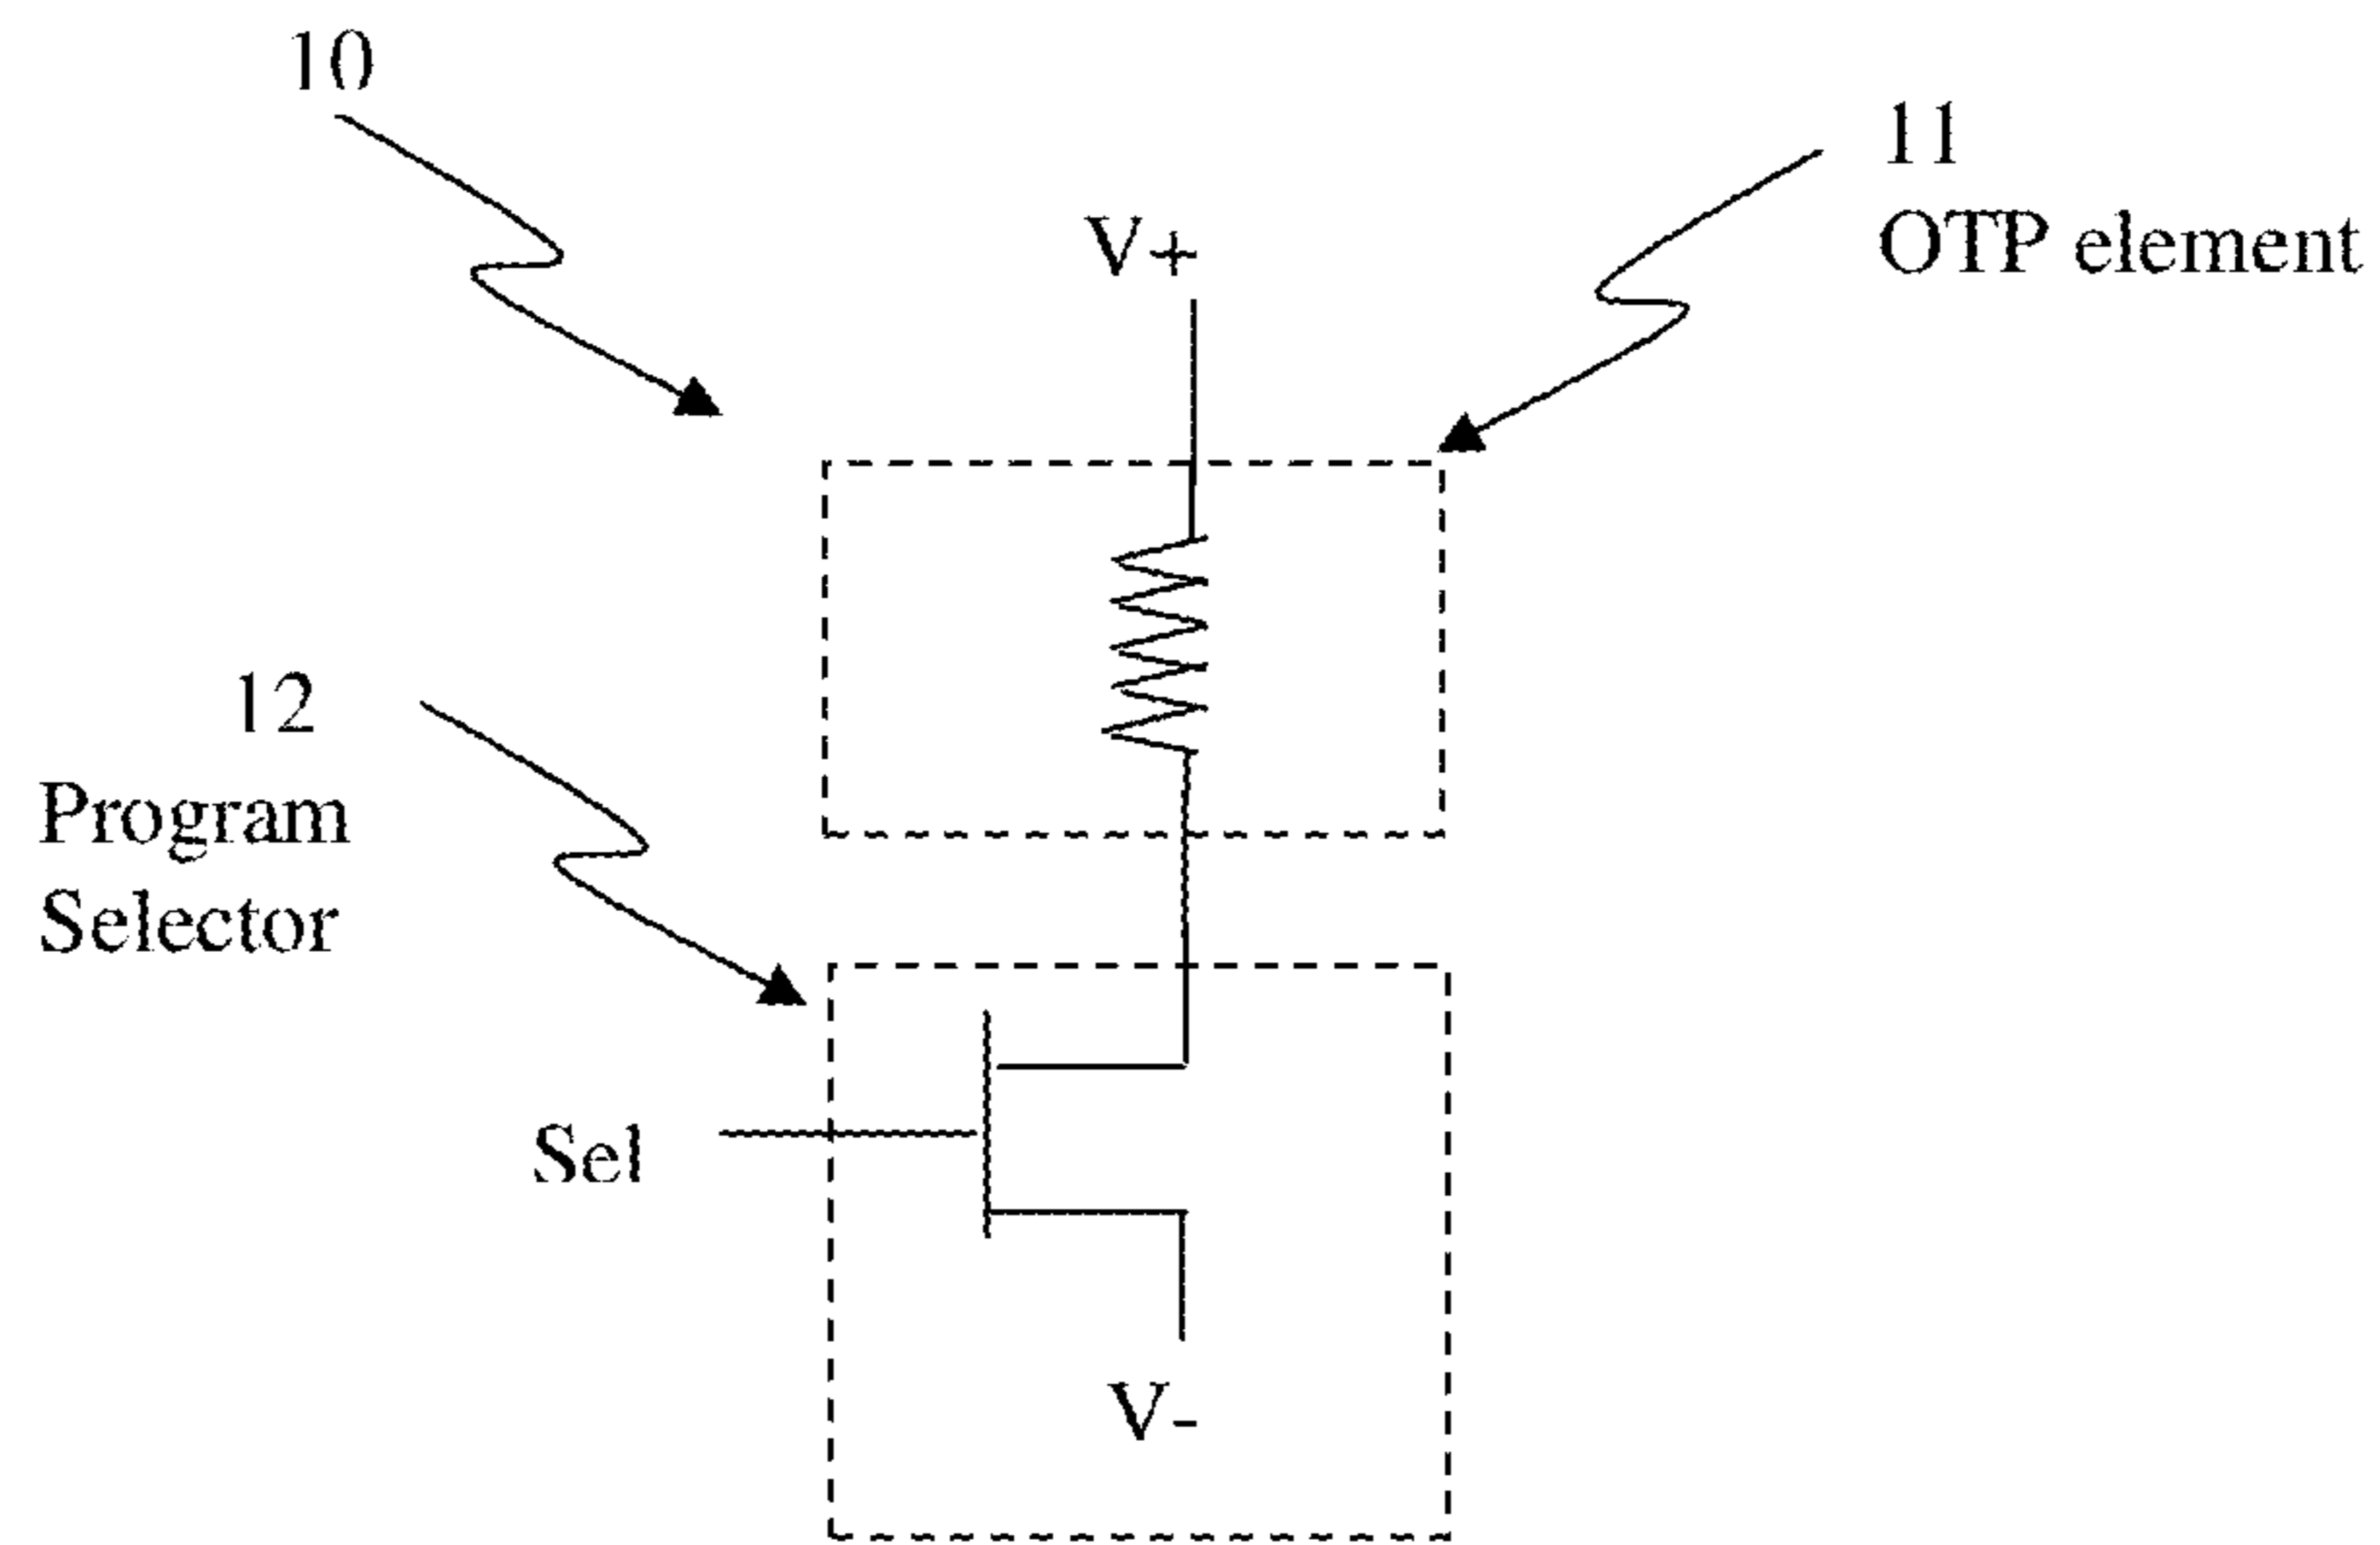 10
11
OTP element
V+
12
Program
Selector
Sel
V-